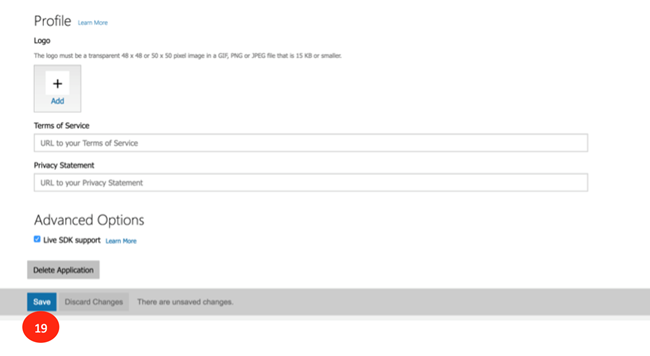 Profile Learn More
Logo
The logo must be a transparent 48 x 48 or 50 x 50 pixel image in a GIF, PNG or JPEG file that is 15 KB or smaller.
+
Add
Terms of Service
URL to your Terms of Service
Privacy Statement
URL to your Privacy Statement
Advanced Options
Live SDK support Learn More
Delete Application
Save Discard Changes There are unsaved changes.
19